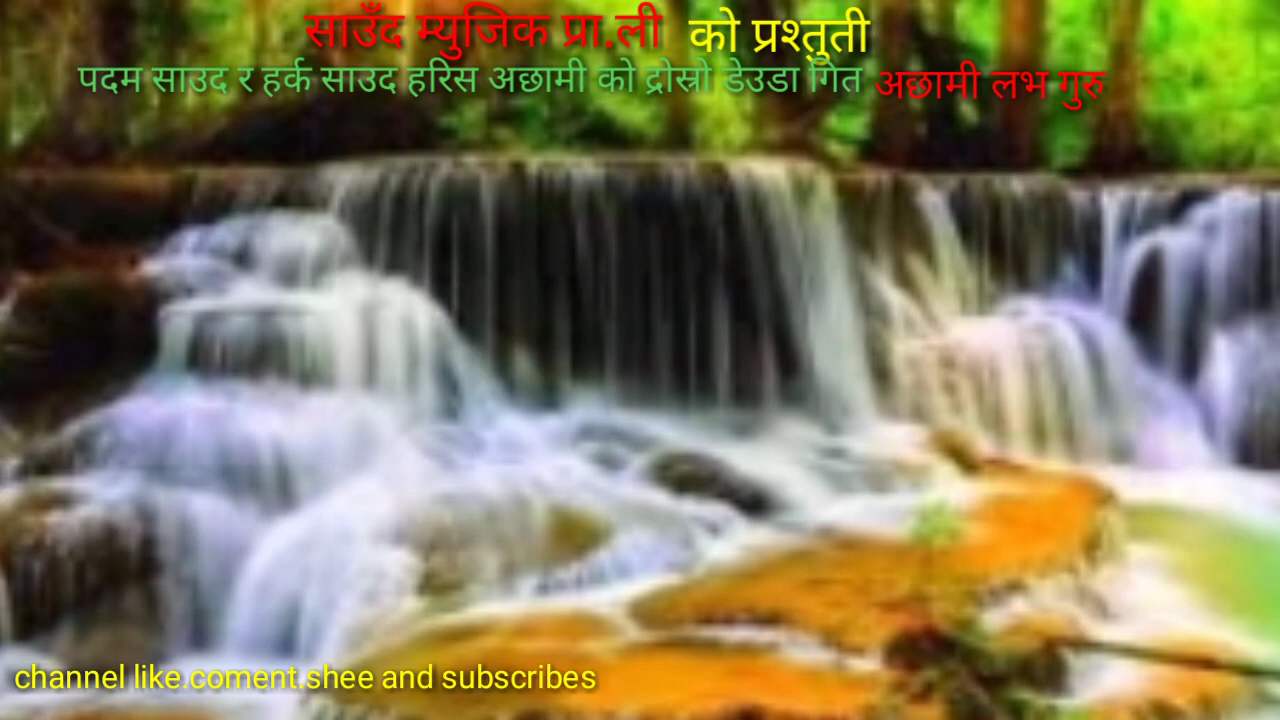 साउँद म्युजिक प्रा.ली को प्रश्तुती
पदम साउद र हर्क साउद हरिस अछामी को द्रोस्रो डेउडा गित अछामी लभ गुरु
channel like.coment.shee and subscribes